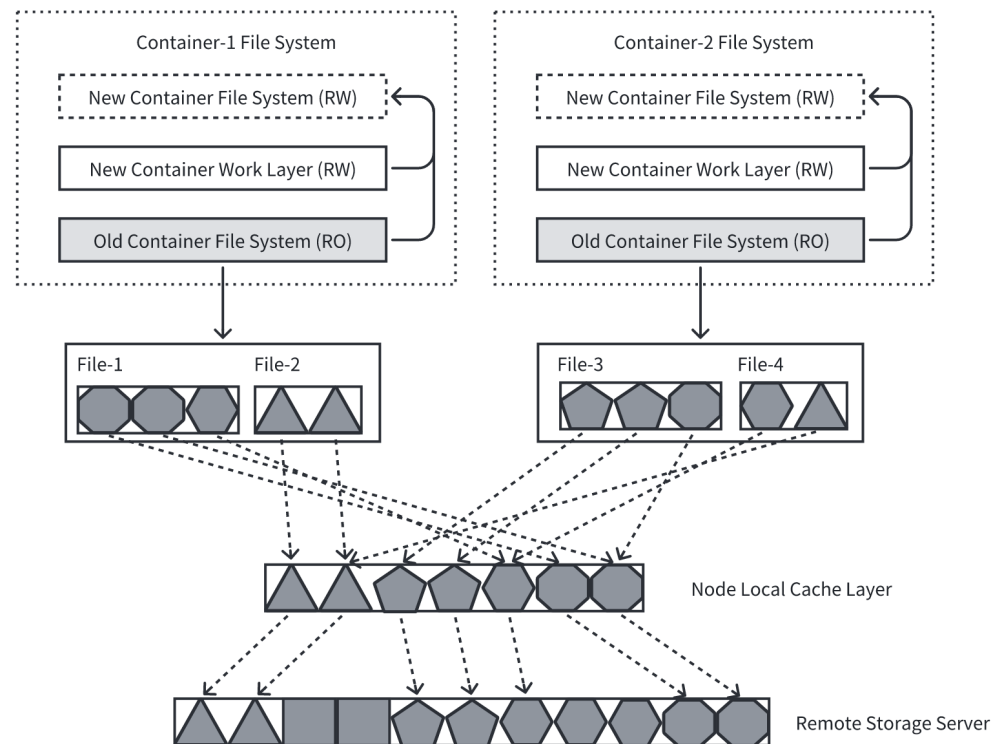 Container-1 File System
New Container File System (RW)
New Container Work Layer (RW)
Old Container File System (RO)
Container-2 File System
New Container File System (RW)
New Container Work Layer (RW)
Old Container File System (RO)
File-1
File-2
File-3
File-4
Node Local Cache Layer
Remote Storage Server